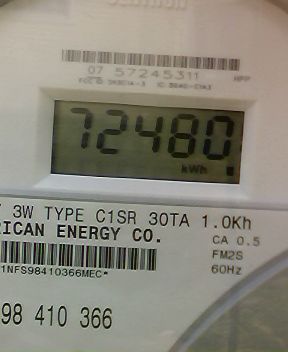 07 57245311
72480
kWh
3W TYPE C1SR 30TA 1.0Kh
RICAN ENERGY CO.
CA 0.5
FM2S
60Hz
1NFS98410366MEC*
98 410 366